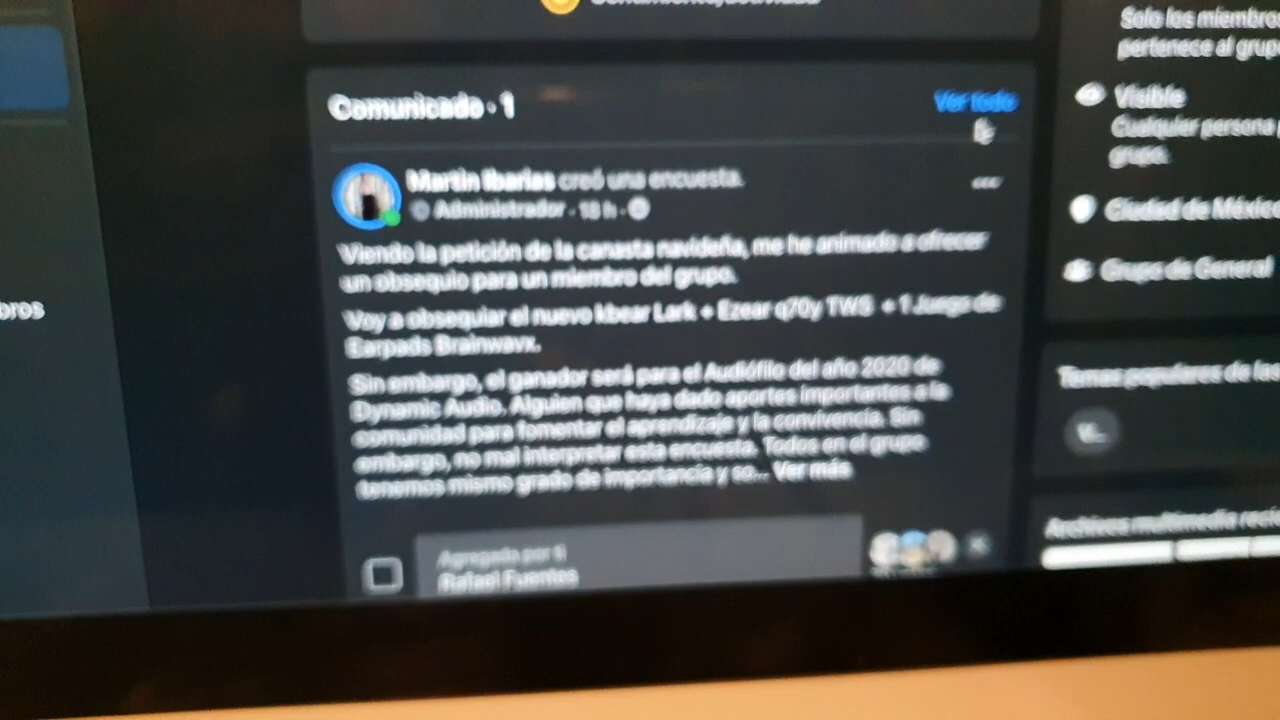 Comunicado · 1
Ver todo
Martin Ibarias creó una encuesta.
Administrador · 18 h ·
Viendo la petición de la canasta navideña, me he animado a ofrecer
un obsequio para un miembro del grupo.
Voy a obsequiar el nuevo kbear Lark + Ezear q70y TWS + 1 Juego de
Earpads Brainwavx.
Sin embargo, el ganador será para el Audiófilo del año 2020 de
Dynamic Audio. Alguien que haya dado aportes importantes a la
comunidad para fomentar el aprendizaje y la convivencia. Sin
embargo, no mal interpretar esta encuesta. Todos en el grupo
tenemos mismo grado de importancia y so... Ver más
Agregada por ti
Rafael Fuentes
bros
Solo los miembros
pertenece al grupo
Visible
Cualquier persona
grupo.
Ciudad de México
Grupo de General
Temas populares de las
Archivos multimedia reci